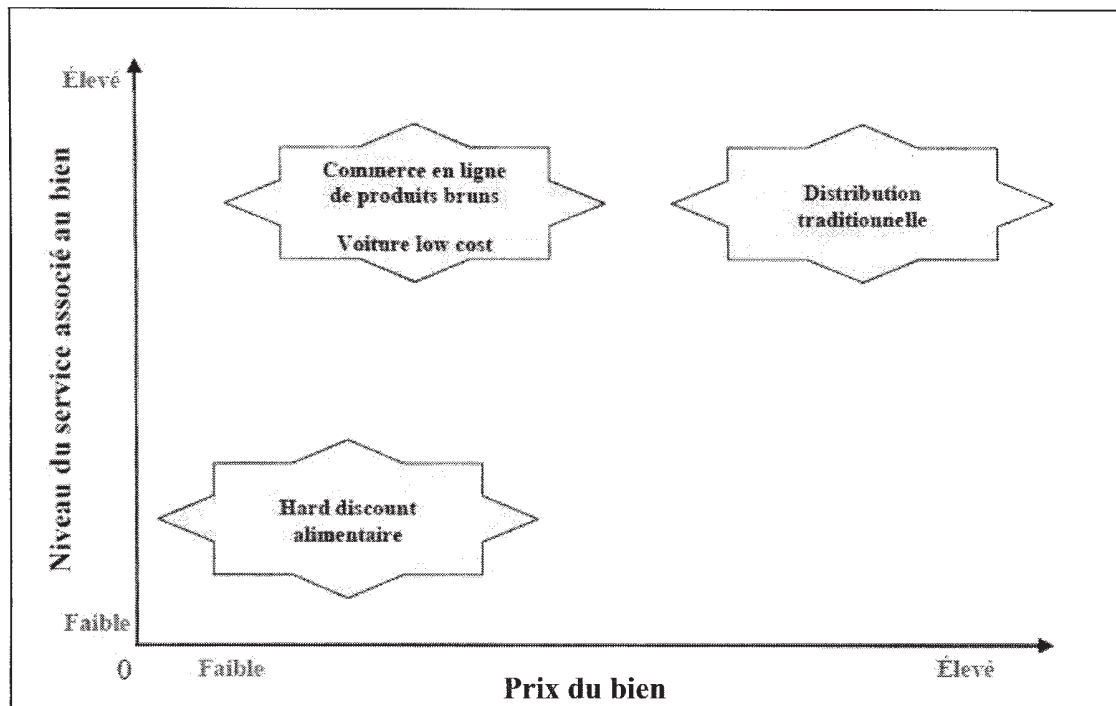 Élevé
Niveau du service associé au bien
Commerce en ligne
de produits bruns
Voiture low cost
Distribution
traditionnelle
Hard discount
alimentaire
Faible
0
Faible
Prix du bien
Élevé